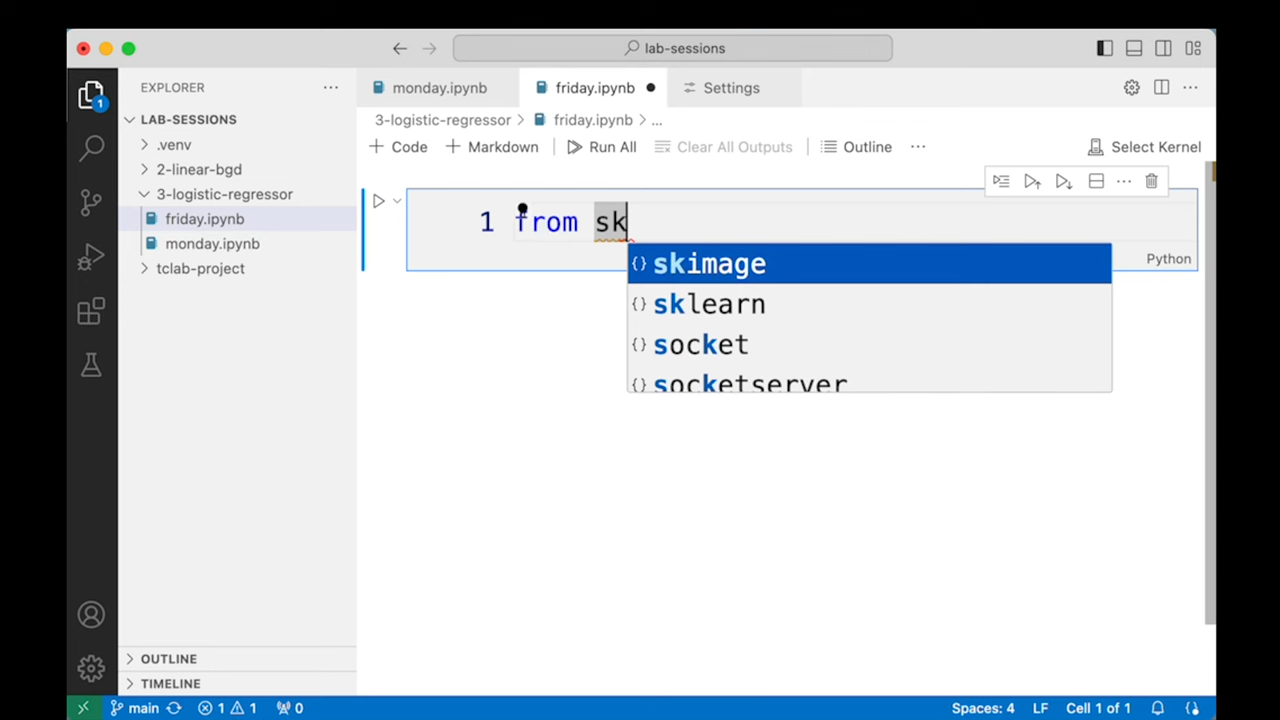 lab-sessions
EXPLORER
monday.ipynb
friday.ipynb
Settings
LAB-SESSIONS
.venv
2-linear-bgd
3-logistic-regressor
friday.ipynb
monday.ipynb
tclab-project
OUTLINE
TIMELINE
3-logistic-regressor > friday.ipynb > ...
+ Code + Markdown Run All Clear All Outputs Outline ... Select Kernel
1 from sk
skimage
sklearn
socket
socketserver
Python
1
main 1 1 0 Spaces: 4 LF Cell 1 of 1